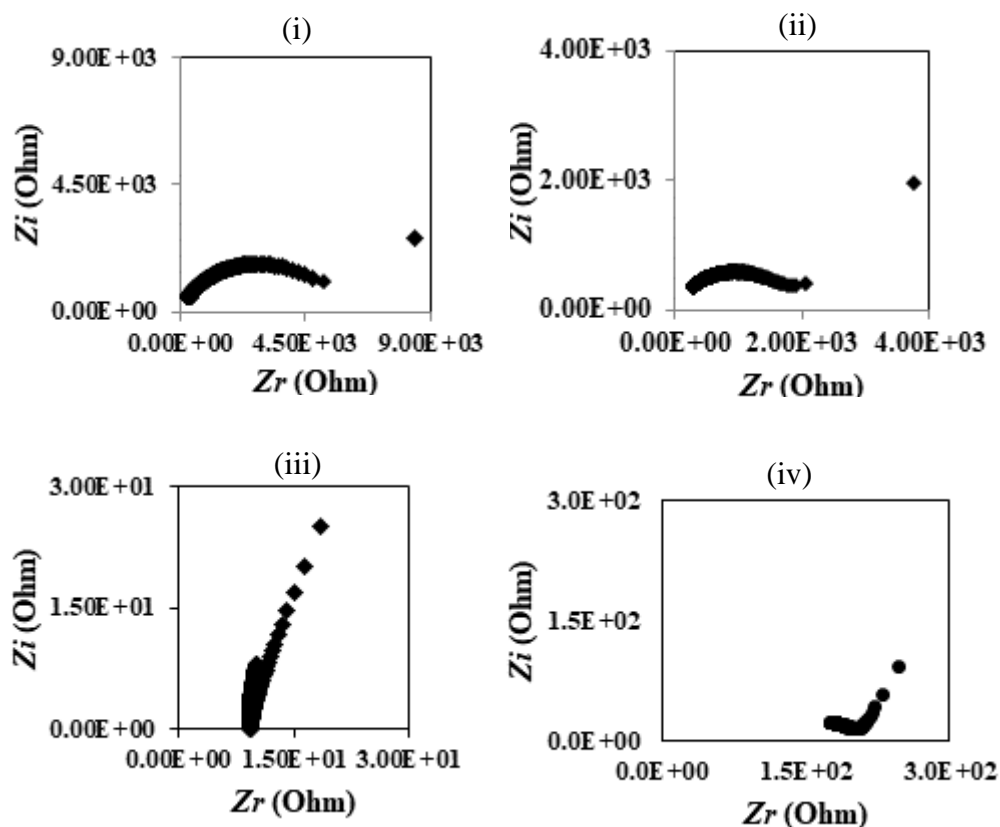 (i)
9.00E+03
4.50E+03
0.00E+00
Zi (Ohm)
0.00E+00 4.50E+03 9.00E+03
Zr (Ohm)
(ii)
4.00E+03
2.00E+03
0.00E+00
Zi (Ohm)
0.00E+00 2.00E+03 4.00E+03
Zr (Ohm)
(iii)
3.00E+01
1.50E+01
0.00E+00
Zi (Ohm)
0.00E+00 1.50E+01 3.00E+01
Zr (Ohm)
(iv)
3.0E+02
1.5E+02
0.0E+00
Zi (Ohm)
0.0E+00 1.5E+02 3.0E+02
Zr (Ohm)